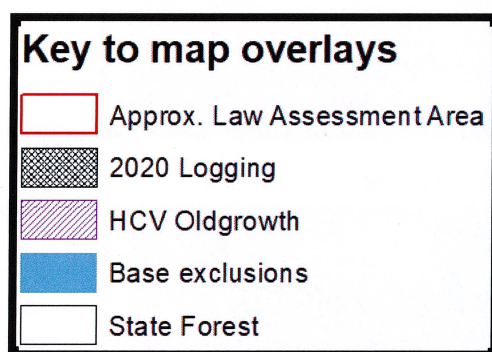 Key to map overlays
Approx. Law Assessment Area
2020 Logging
HCV Oldgrowth
Base exclusions
State Forest